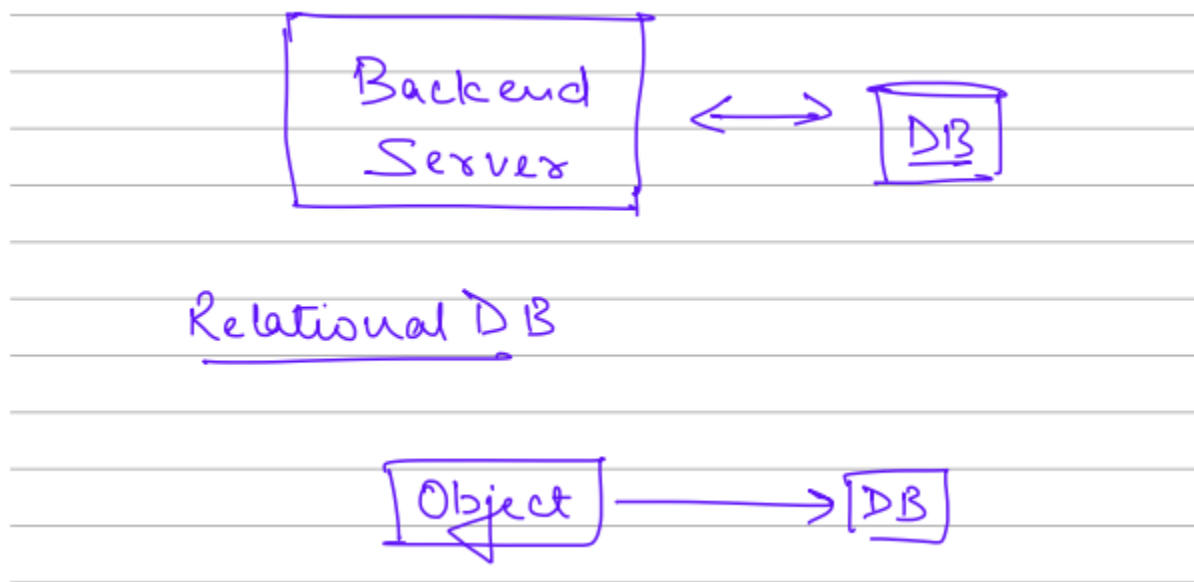 Backend
Server
DB
Relational DB
Object
DB